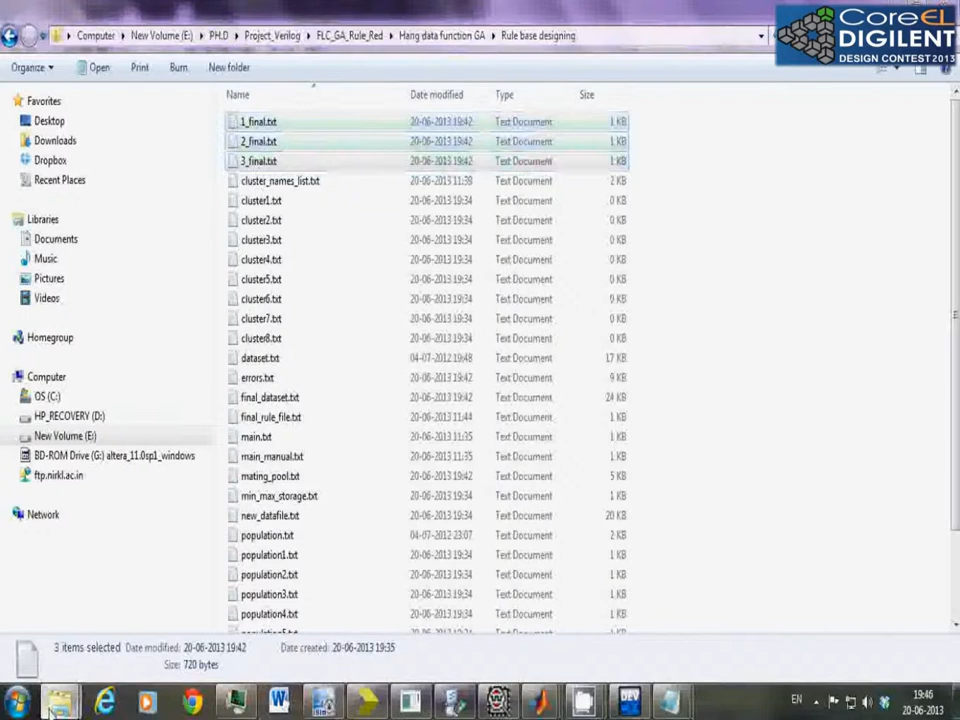 CoreEL
DIGILENT
DESIGN CONTEST 2013
Computer ▸ New Volume (E:) ▸ PH.D ▸ Project_Verilog ▸ FLC_GA_Rule_Red ▸ Hang data function GA ▸ Rule base designing
Organize Open Print Burn New folder
Name Date modified Type Size
Favorites
Desktop
Downloads
Dropbox
Recent Places
Libraries
Documents
Music
Pictures
Videos
Homegroup
Computer
OS (C:)
HP_RECOVERY (D:)
New Volume (E:)
BD-ROM Drive (G:) altera_11.0sp1_windows
ftp.nirkl.ac.in
Network
1_final.txt 20-06-2013 19:42 Text Document 1 KB
2_final.txt 20-06-2013 19:42 Text Document 1 KB
3_final.txt 20-06-2013 19:42 Text Document 1 KB
cluster_names_list.txt 20-06-2013 11:39 Text Document 2 KB
cluster1.txt 20-06-2013 19:34 Text Document 0 KB
cluster2.txt 20-06-2013 19:34 Text Document 0 KB
cluster3.txt 20-06-2013 19:34 Text Document 0 KB
cluster4.txt 20-06-2013 19:34 Text Document 0 KB
cluster5.txt 20-06-2013 19:34 Text Document 0 KB
cluster6.txt 20-06-2013 19:34 Text Document 0 KB
cluster7.txt 20-06-2013 19:34 Text Document 0 KB
cluster8.txt 20-06-2013 19:34 Text Document 0 KB
dataset.txt 04-07-2012 19:48 Text Document 17 KB
errors.txt 20-06-2013 19:42 Text Document 9 KB
final_dataset.txt 20-06-2013 19:42 Text Document 24 KB
final_rule_file.txt 20-06-2013 11:44 Text Document 1 KB
main.txt 20-06-2013 11:35 Text Document 1 KB
main_manual.txt 20-06-2013 11:35 Text Document 1 KB
mating_pool.txt 20-06-2013 19:42 Text Document 5 KB
min_max_storage.txt 20-06-2013 19:34 Text Document 1 KB
new_datafile.txt 20-06-2013 19:34 Text Document 20 KB
population.txt 04-07-2012 23:07 Text Document 2 KB
population1.txt 20-06-2013 19:34 Text Document 1 KB
population2.txt 20-06-2013 19:34 Text Document 1 KB
population3.txt 20-06-2013 19:34 Text Document 1 KB
population4.txt 20-06-2013 19:34 Text Document 1 KB
3 items selected Date modified: 20-06-2013 19:42 Date created: 20-06-2013 19:35
Size: 720 bytes
DEV
EN
19:46
20-06-2013